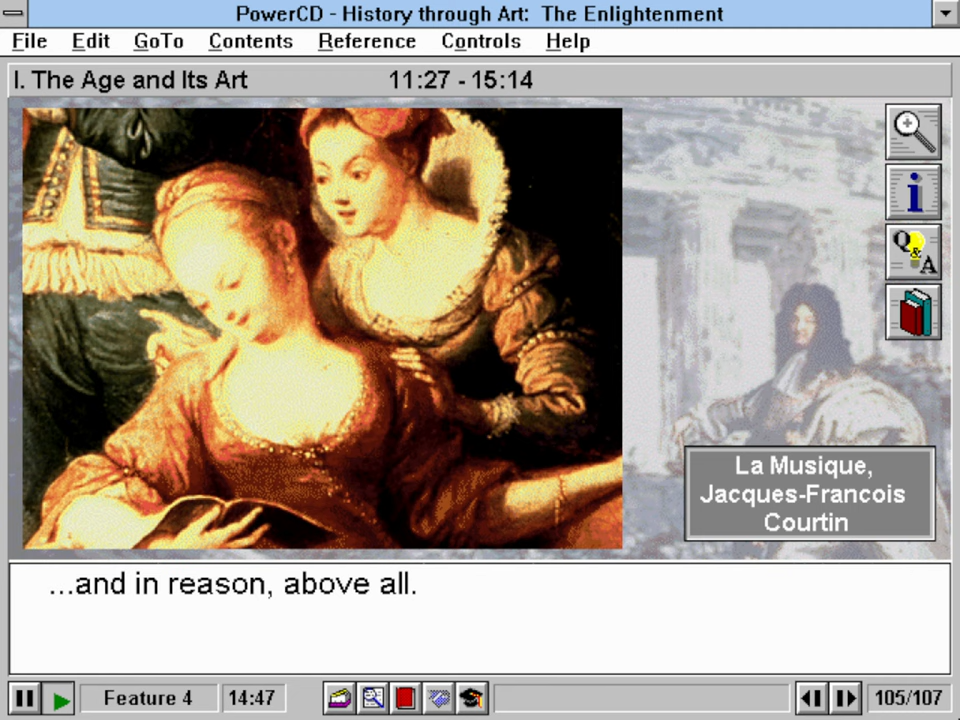 PowerCD - History through Art: The Enlightenment
File Edit GoTo Contents Reference Controls Help
I. The Age and Its Art 11:27 - 15:14
i
Q & A
La Musique,
Jacques-Francois
Courtin
...and in reason, above all.
Feature 4 14:47 105/107